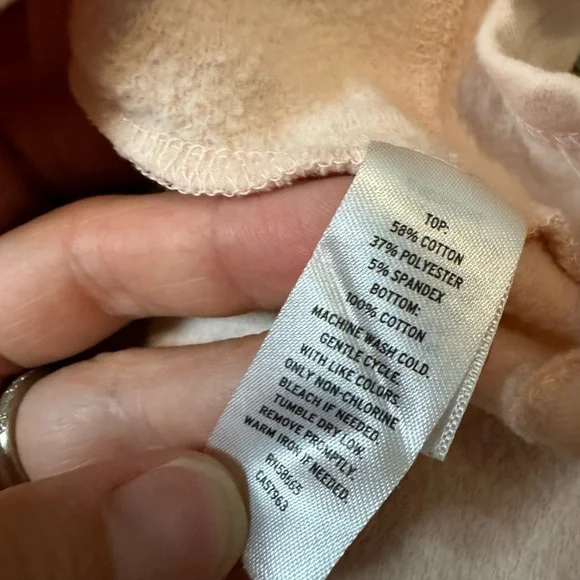 TOP:
58% COTTON
37% POLYESTER
5% SPANDEX
BOTTOM:
100% COTTON
MACHINE WASH COLD.
GENTLE CYCLE.
WITH LIKE COLORS.
ONLY NON-CHLORINE
BLEACH IF NEEDED.
TUMBLE DRY LOW.
REMOVE PROMPTLY.
WARM IRON IF NEEDED.
RN58665
CA57963